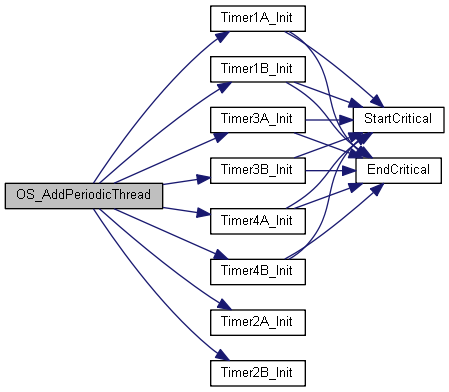 Timer1A_Init
Timer1B_Init
Timer3A_Init
StartCritical
Timer3B_Init
EndCritical
OS_AddPeriodicThread
Timer4A_Init
Timer4B_Init
Timer2A_Init
Timer2B_Init